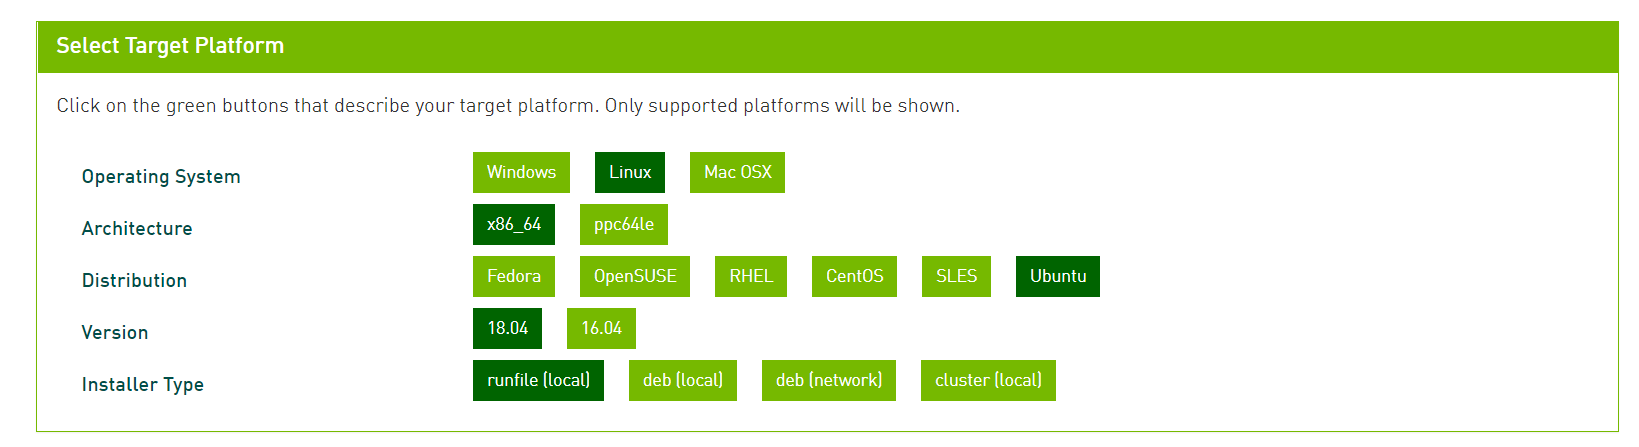 Select Target Platform
Click on the green buttons that describe your target platform. Only supported platforms will be shown.
Operating System Windows Linux Mac OSX
Architecture x86_64 ppc64le
Distribution Fedora OpenSUSE RHEL CentOS SLES Ubuntu
Version 18.04 16.04
Installer Type runfile (local) deb (local) deb (network) cluster (local)